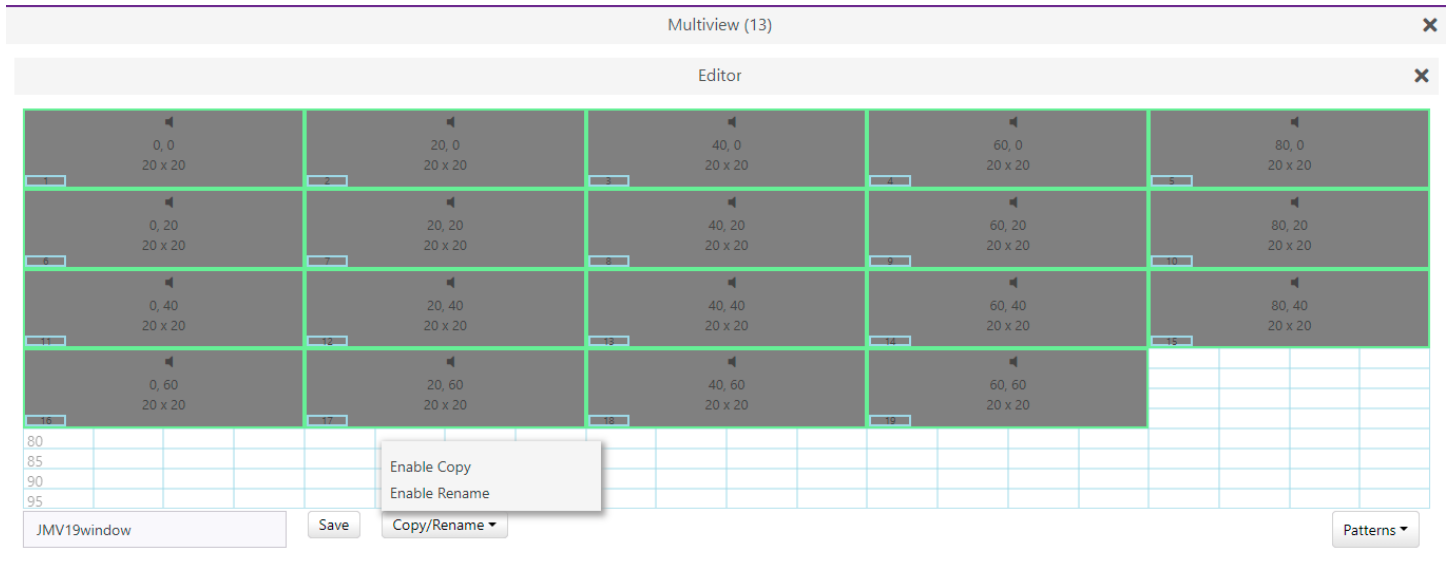 Multiview (13)
Editor
0, 0 20, 0 40, 0 60, 0 80, 0
20 x 20 20 x 20 20 x 20 20 x 20 20 x 20
1 2 3 4 5
0, 20 20, 20 40, 20 60, 20 80, 20
20 x 20 20 x 20 20 x 20 20 x 20 20 x 20
6 7 8 9 10
0, 40 20, 40 40, 40 60, 40 80, 40
20 x 20 20 x 20 20 x 20 20 x 20 20 x 20
11 12 13 14 15
0, 60 20, 60 40, 60 60, 60
20 x 20 20 x 20 20 x 20 20 x 20
16 17 18 19
80
85
90
95
Enable Copy
Enable Rename
JMV19window Save Copy/Rename Patterns